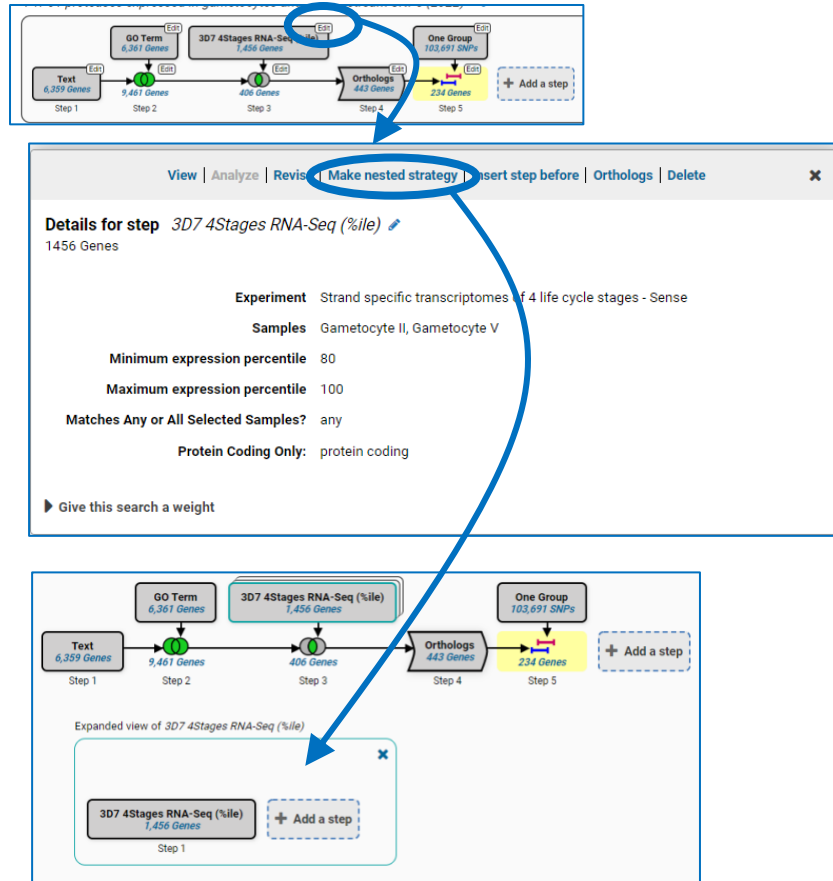 Edit
Edit
Edit
GO Term
6,361 Genes
3D7 4Stages RNA-Seq (%ile)
1,456 Genes
One Group
103,691 SNPs
Edit
Edit
Edit
Edit
Edit
Text
6,359 Genes
9,461 Genes
406 Genes
Orthologs
443 Genes
234 Genes
+ Add a step
Step 1
Step 2
Step 3
Step 4
Step 5
View | Analyze | Revise | Make nested strategy | Insert step before | Orthologs | Delete
Details for step 3D7 4Stages RNA-Seq (%ile)
1456 Genes
Experiment Strand specific transcriptomes of 4 life cycle stages - Sense
Samples Gametocyte II, Gametocyte V
Minimum expression percentile 80
Maximum expression percentile 100
Matches Any or All Selected Samples? any
Protein Coding Only: protein coding
Give this search a weight
GO Term
6,361 Genes
3D7 4Stages RNA-Seq (%ile)
1,456 Genes
One Group
103,691 SNPs
Text
6,359 Genes
9,461 Genes
406 Genes
Orthologs
443 Genes
234 Genes
+ Add a step
Step 1
Step 2
Step 3
Step 4
Step 5
Expanded view of 3D7 4Stages RNA-Seq (%ile)
3D7 4Stages RNA-Seq (%ile)
1,456 Genes
+ Add a step
Step 1